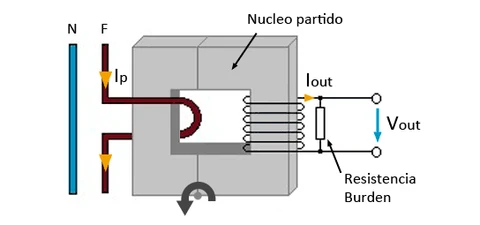 Nucleo partido
N
F
Ip
Iout
Vout
Resistencia
Burden